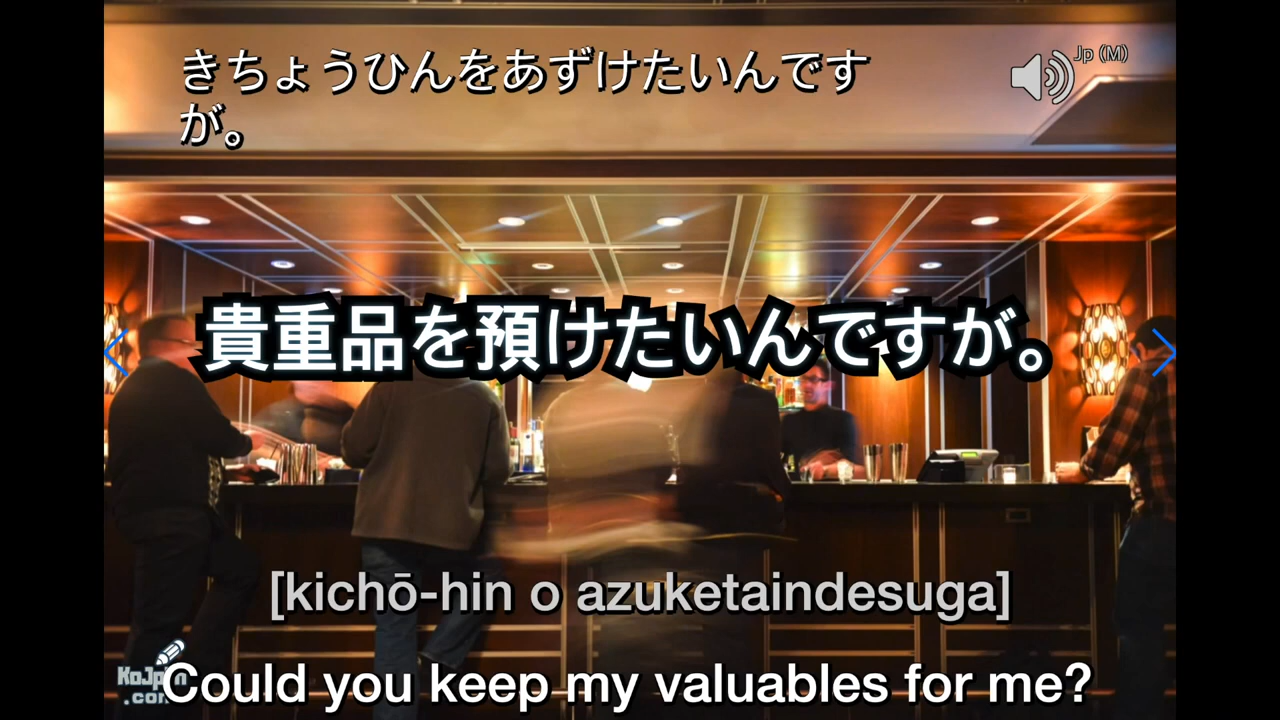 きちょうひんをあずけたいんです
が。
Jp (M)
貴重品を預けたいんですが。
[kichō-hin o azuketaindesuga]
KoJpEn
.com
Could you keep my valuables for me?